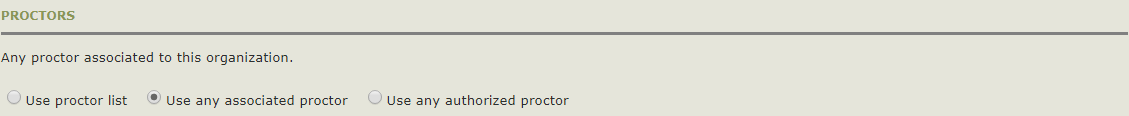 PROCTORS
Any proctor associated to this organization.
Use proctor list Use any associated proctor Use any authorized proctor